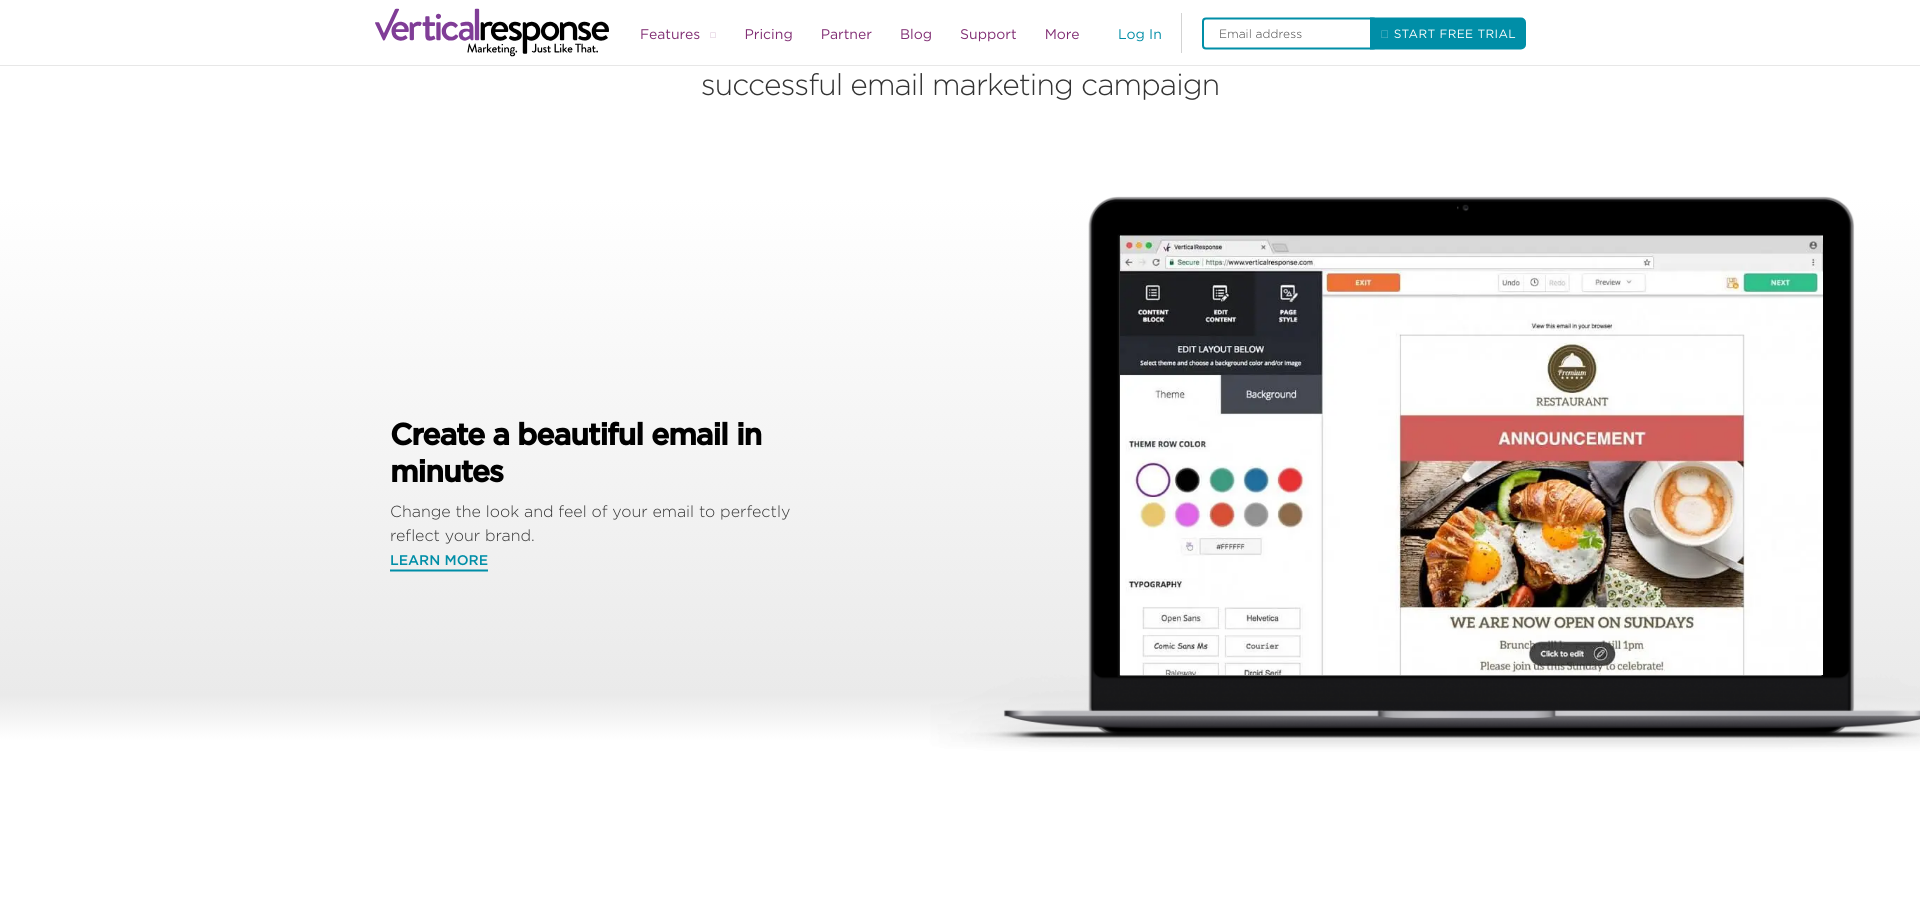 Verticalresponse
Marketing. Just Like That.
Features
Pricing
Partner
Blog
Support
More
Log In
Email address
START FREE TRIAL
successful email marketing campaign
Create a beautiful email in
minutes
Change the look and feel of your email to perfectly
reflect your brand.
LEARN MORE
VerticalResponse
Secure https://www.verticalresponse.com
CONTENT
BLOCK
EDIT
CONTENT
PAGE
STYLE
EXIT
Undo
Redo
Preview
NEXT
EDIT LAYOUT BELOW
Select theme and choose a background color and/or image
Theme
Background
THEME ROW COLOR
#FFFFFF
TYPOGRAPHY
Open Sans
Helvetica
Comic Sans Ms
Courier
Raleway
Droid Serif
View this email in your browser
Premium
RESTAURANT
ANNOUNCEMENT
WE ARE NOW OPEN ON SUNDAYS
Brunch till 1pm
Click to edit
Please join us this Sunday to celebrate!